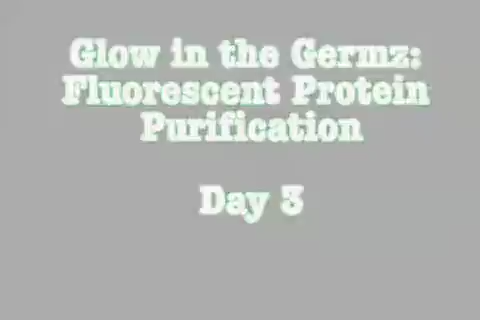 Glow in the Germz:
Fluorescent Protein
Purification
Day 3